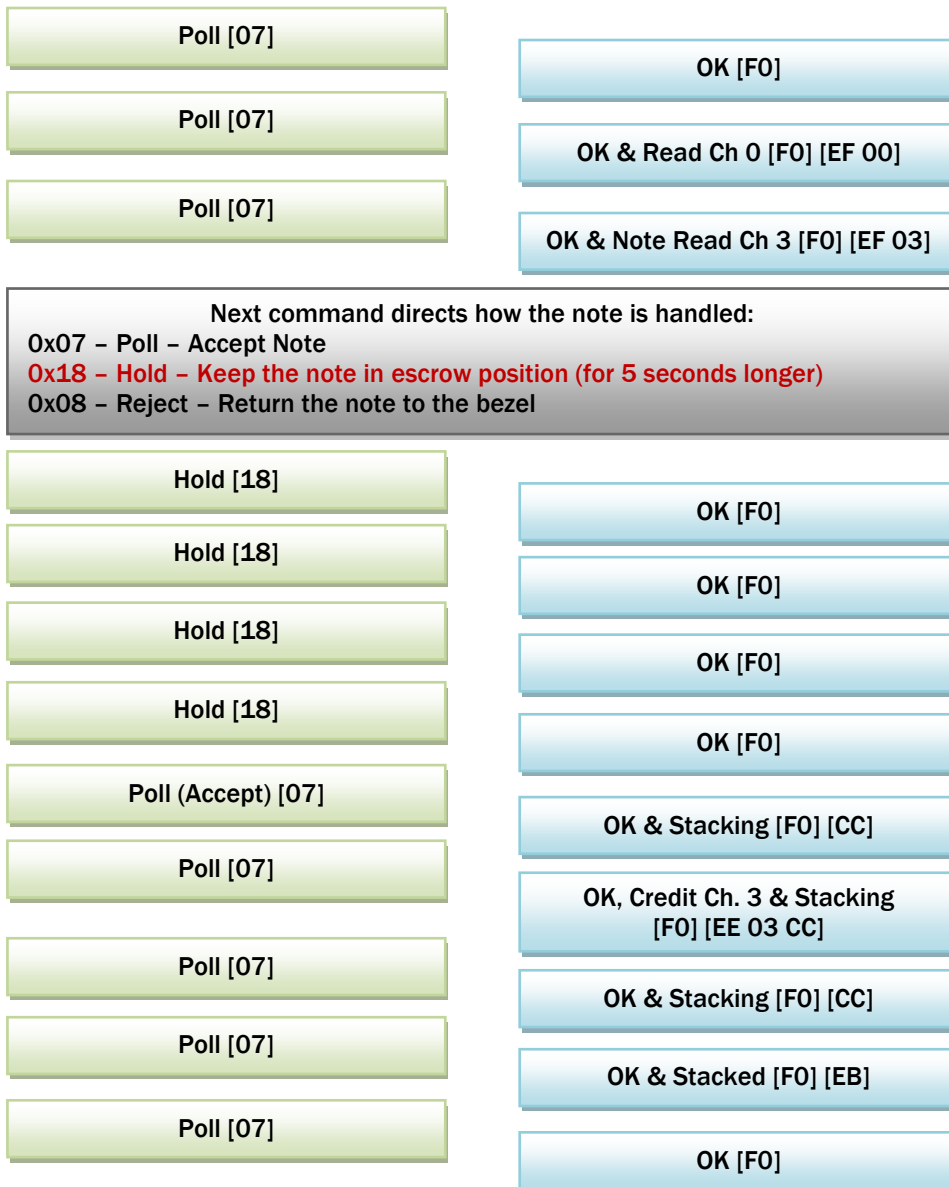 Poll [07]
OK [F0]
Poll [07]
OK & Read Ch 0 [F0] [EF 00]
Poll [07]
OK & Note Read Ch 3 [F0] [EF 03]
Next command directs how the note is handled:
0x07 – Poll – Accept Note
0x18 – Hold – Keep the note in escrow position (for 5 seconds longer)
0x08 – Reject – Return the note to the bezel
Hold [18]
OK [F0]
Hold [18]
OK [F0]
Hold [18]
OK [F0]
Hold [18]
OK [F0]
Poll (Accept) [07]
OK & Stacking [F0] [CC]
Poll [07]
OK, Credit Ch. 3 & Stacking
[F0] [EE 03 CC]
Poll [07]
OK & Stacking [F0] [CC]
Poll [07]
OK & Stacked [F0] [EB]
Poll [07]
OK [F0]